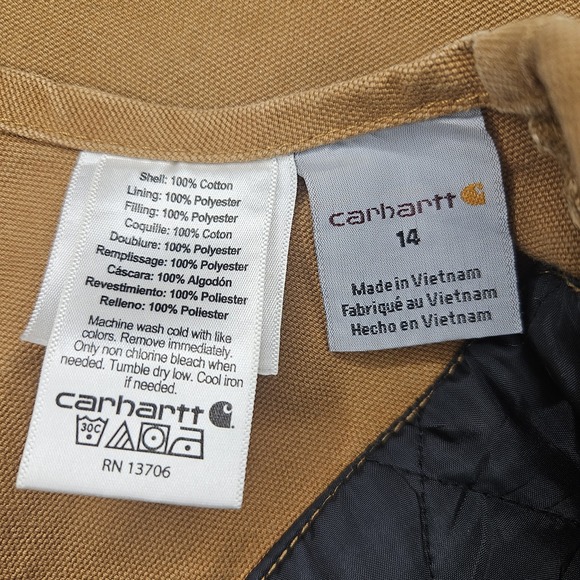 Shell: 100% Cotton
Lining: 100% Polyester
Filling: 100% Polyester
Coquille: 100% Coton
Doublure: 100% Polyester
Remplissage: 100% Polyester
Cáscara: 100% Algodón
Revestimiento: 100% Poliester
Relleno: 100% Poliester
Machine wash cold with like
colors. Remove immediately.
Only non chlorine bleach when
needed. Tumble dry low. Cool iron
if needed.
carhartt
30C
RN 13706
carhartt
14
Made in Vietnam
Fabriqué au Vietnam
Hecho en Vietnam